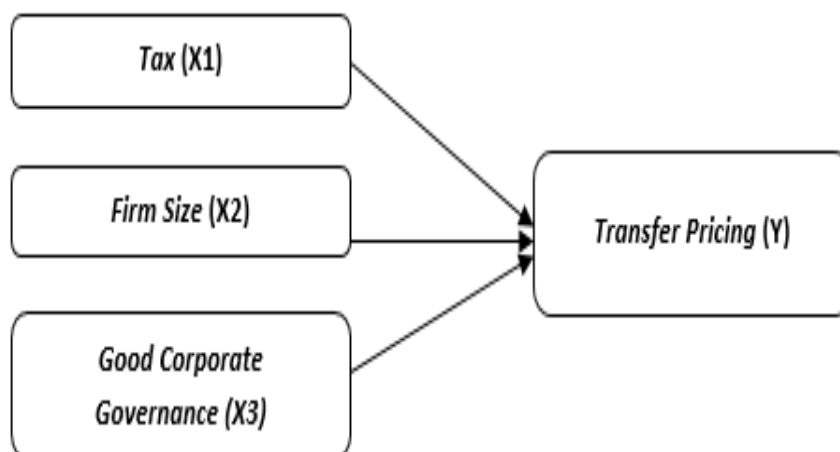 Tax (X1)
Firm Size (X2)
Transfer Pricing (Y)
Good Corporate
Governance (X3)